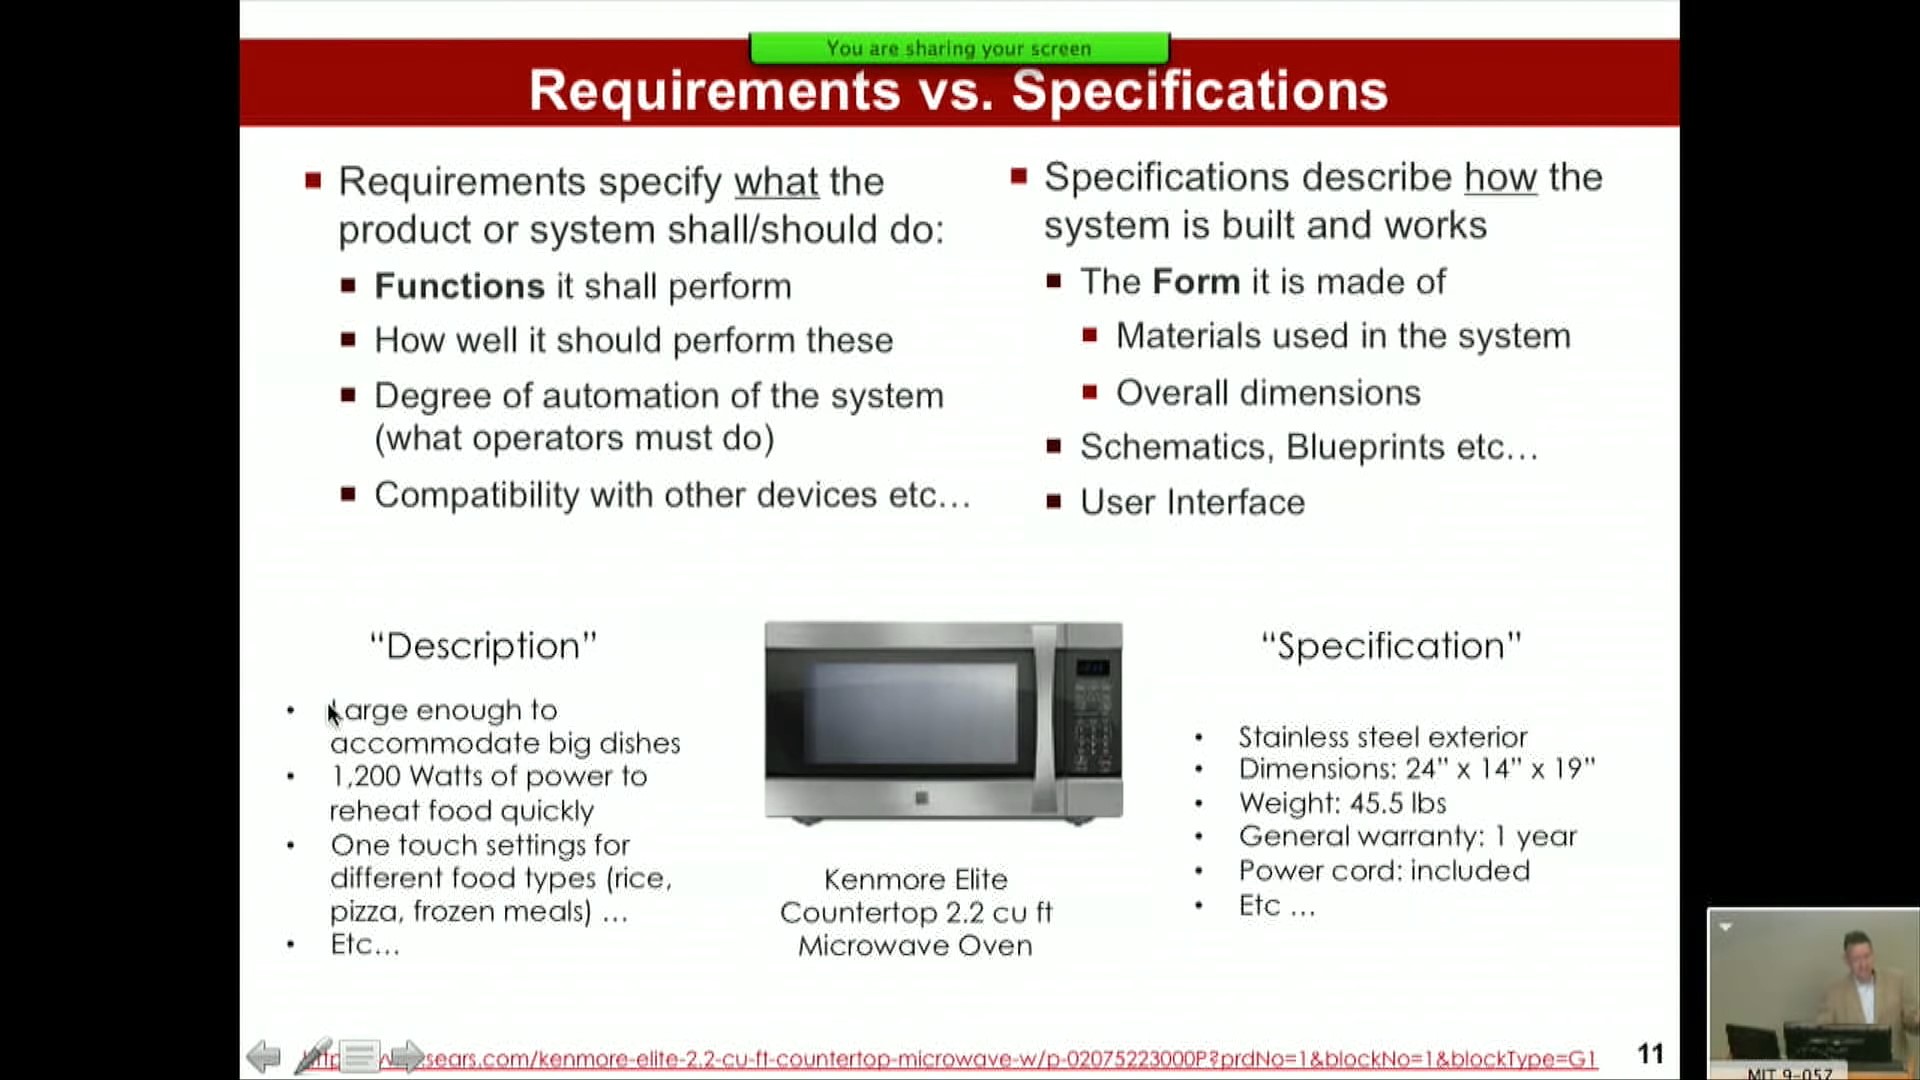 You are sharing your screen
Requirements vs. Specifications
Requirements specify what the
product or system shall/should do:
Functions it shall perform
How well it should perform these
Degree of automation of the system
(what operators must do)
Compatibility with other devices etc…
Specifications describe how the
system is built and works
The Form it is made of
Materials used in the system
Overall dimensions
Schematics, Blueprints etc…
User Interface
“Description”
Large enough to
accommodate big dishes
1,200 Watts of power to
reheat food quickly
One touch settings for
different food types (rice,
pizza, frozen meals) …
Etc…
Kenmore Elite
Countertop 2.2 cu ft
Microwave Oven
“Specification”
Stainless steel exterior
Dimensions: 24" x 14" x 19"
Weight: 45.5 lbs
General warranty: 1 year
Power cord: included
Etc …
sears.com/kenmore-elite-2.2-cu-ft-countertop-microwave-w/p-02075223000P?prdNo=1&blockNo=1&blockType=G1
11
MIT 9-057